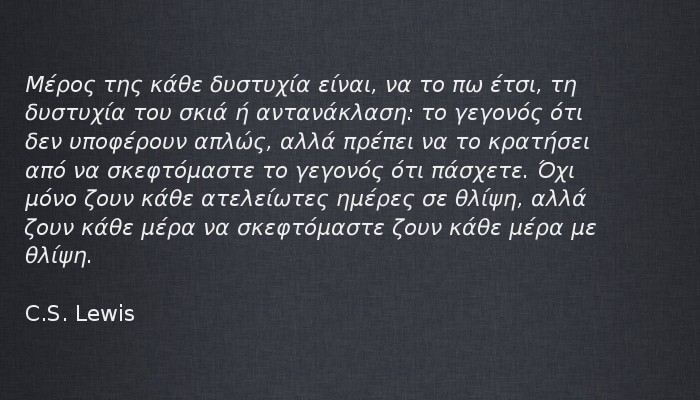 Μέρος της κάθε δυστυχία είναι, να το πω έτσι, τη
δυστυχία του σκιά ή αντανάκλαση: το γεγονός ότι
δεν υποφέρουν απλώς, αλλά πρέπει να το κρατήσει
από να σκεφτόμαστε το γεγονός ότι πάσχετε. Όχι
μόνο ζουν κάθε ατελείωτες ημέρες σε θλίψη, αλλά
ζουν κάθε μέρα να σκεφτόμαστε ζουν κάθε μέρα με
θλίψη.
C.S. Lewis